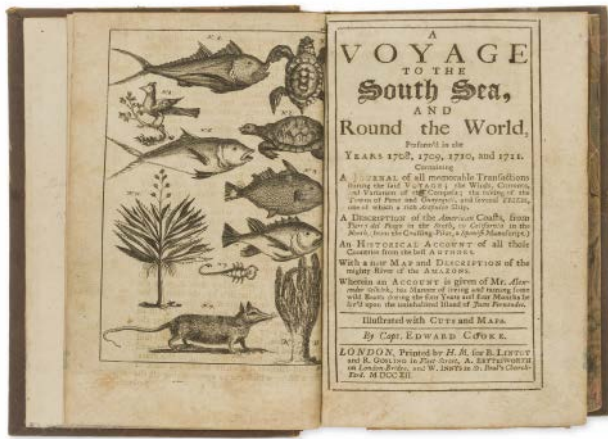 A
VOYAGE
TO THE
South Sea,
AND
Round the World,
Perform'd in the
YEARS 1708, 1709, 1710, and 1711.
Containing
A JOURNAL of all memorable Transactions
during the said VOYAGE; the Winds, Currents,
and Variation of the Compass; the taking of the
Towns of Puna and Guayaquil, and several PRIZES,
one of which a rich Acapulco Ship.
A DESCRIPTION of the American Coasts, from
Tierra del Fuego in the South, to California in the
North, (from the Coasting-Pilot, a Spanish Manuscript.)
An HISTORICAL ACCOUNT of all those
Countries from the best AUTHORS.
With a new MAP and DESCRIPTION of the
mighty River of the AMAZONS.
Wherein an ACCOUNT is given of Mr. Alex-
ander Selkirk, his Manner of living and taming some
wild Beasts during the four Years and four Months he
liv'd upon the uninhabited Island of Juan Fernandes.
Illustrated with CUTS and MAPS.
By Capt. EDWARD COOKE.
LONDON, Printed by H. M. for B. LINTOT
and R. GOSLING in Fleet-Street, A. BETTESWORTH
on London-Bridge, and W. INNYS in St. Paul's Church-
Yard. M DCC XII.